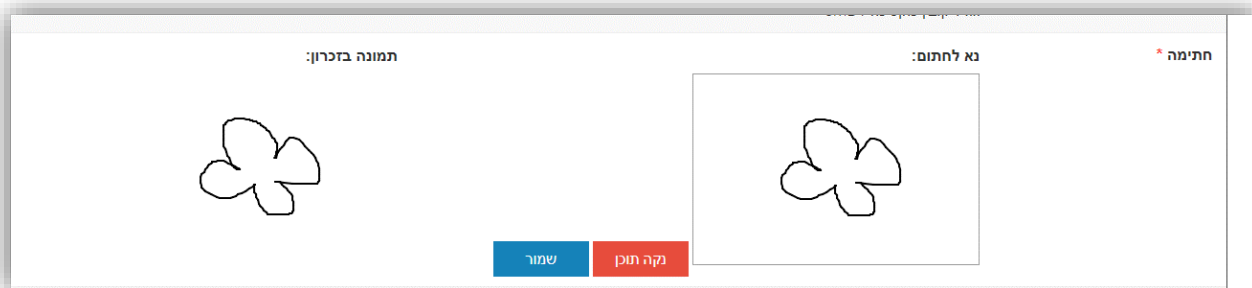 חתימה *
נא לחתום:
תמונה בזכרון:
נקה תוכן
שמור